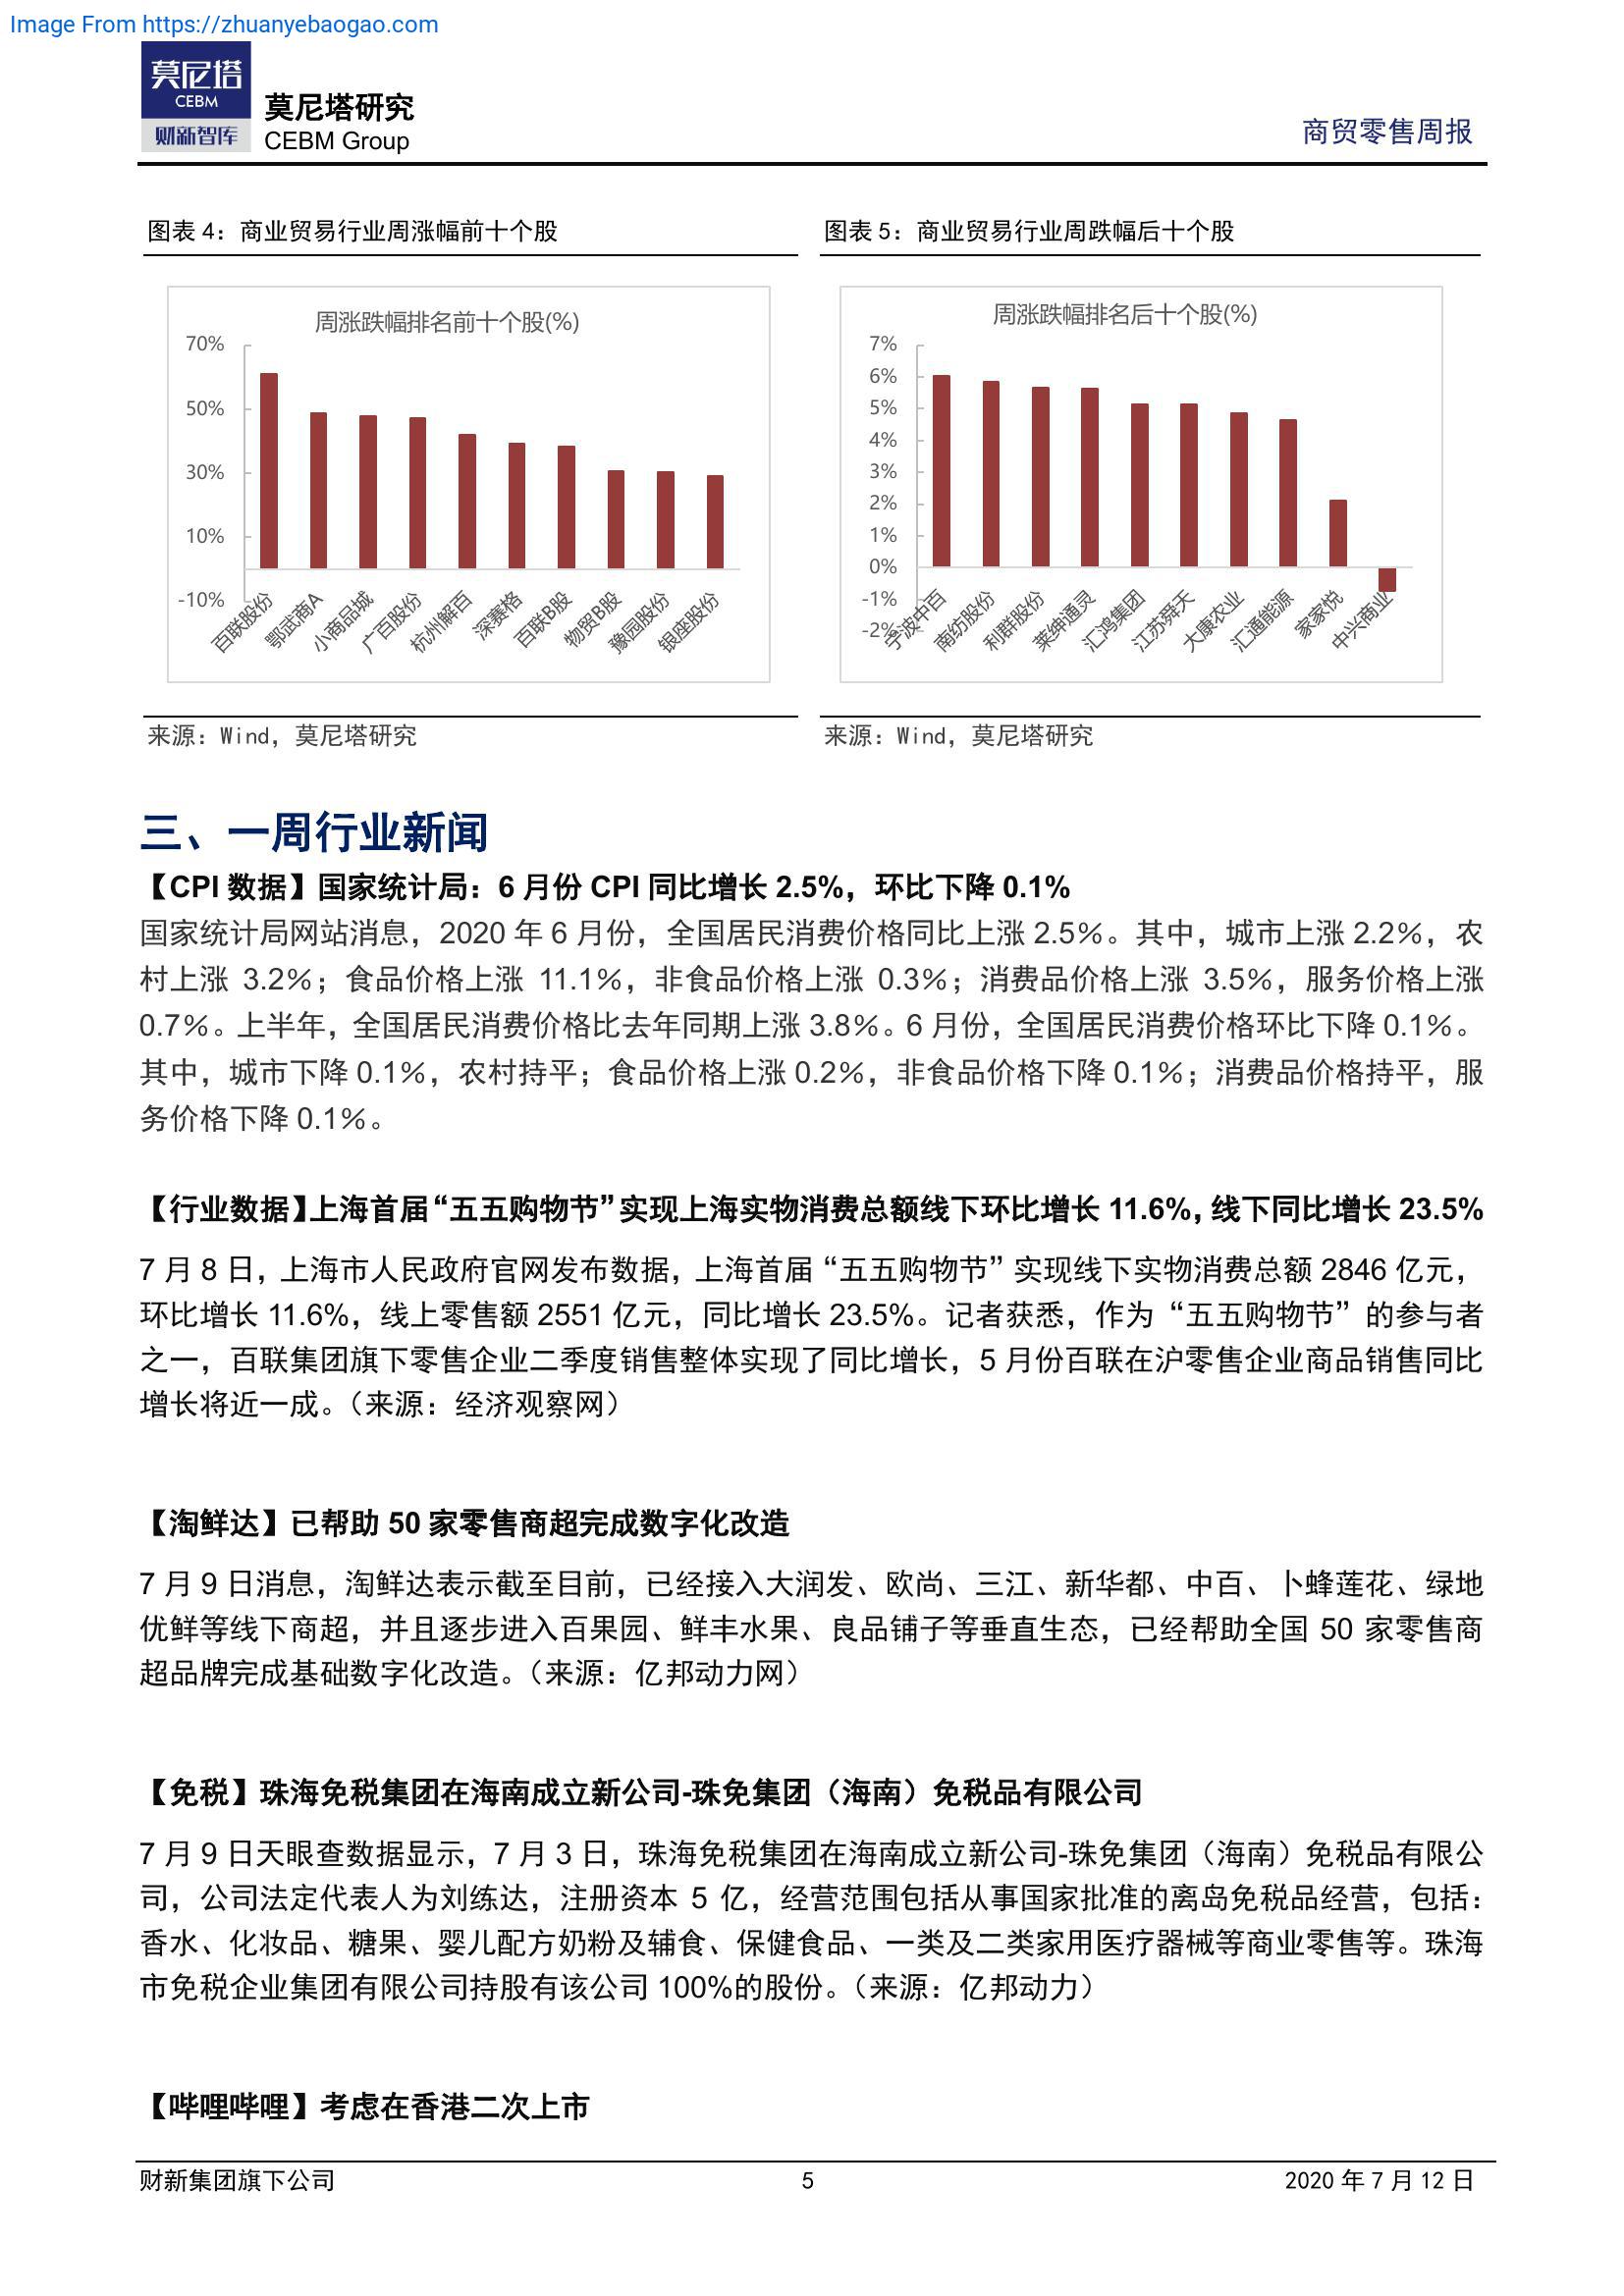 Image From https://zhuanyebaogao.com
莫尼塔
CEBM
财新智库
莫尼塔研究
CEBM Group
商贸零售周报
图表 4：商业贸易行业周涨幅前十个股
周涨跌幅排名前十个股(%)
70%
50%
30%
10%
-10%
百联股份
鄂武商A
小商品城
广百股份
杭州解百
深赛格
百联B股
物贸B股
豫园股份
银座股份
来源：Wind，莫尼塔研究
图表 5：商业贸易行业周跌幅后十个股
周涨跌幅排名后十个股(%)
7%
6%
5%
4%
3%
2%
1%
0%
-1%
-2%
宁波中百
南纺股份
利群股份
莱绅通灵
汇鸿集团
江苏舜天
大康农业
汇通能源
家家悦
中兴商业
来源：Wind，莫尼塔研究
三、一周行业新闻
【CPI 数据】国家统计局：6 月份 CPI 同比增长 2.5%，环比下降 0.1%
国家统计局网站消息，2020 年 6 月份，全国居民消费价格同比上涨 2.5%。其中，城市上涨 2.2%，农
村上涨 3.2%；食品价格上涨 11.1%，非食品价格上涨 0.3%；消费品价格上涨 3.5%，服务价格上涨
0.7%。上半年，全国居民消费价格比去年同期上涨 3.8%。6 月份，全国居民消费价格环比下降 0.1%。
其中，城市下降 0.1%，农村持平；食品价格上涨 0.2%，非食品价格下降 0.1%；消费品价格持平，服
务价格下降 0.1%。
【行业数据】上海首届“五五购物节”实现上海实物消费总额线下环比增长 11.6%, 线下同比增长 23.5%
7 月 8 日，上海市人民政府官网发布数据，上海首届“五五购物节”实现线下实物消费总额 2846 亿元，
环比增长 11.6%，线上零售额 2551 亿元，同比增长 23.5%。记者获悉，作为“五五购物节”的参与者
之一，百联集团旗下零售企业二季度销售整体实现了同比增长，5 月份百联在沪零售企业商品销售同比
增长将近一成。（来源：经济观察网）
【淘鲜达】已帮助 50 家零售商超完成数字化改造
7 月 9 日消息，淘鲜达表示截至目前，已经接入大润发、欧尚、三江、新华都、中百、卜蜂莲花、绿地
优鲜等线下商超，并且逐步进入百果园、鲜丰水果、良品铺子等垂直生态，已经帮助全国 50 家零售商
超品牌完成基础数字化改造。（来源：亿邦动力网）
【免税】珠海免税集团在海南成立新公司-珠免集团（海南）免税品有限公司
7 月 9 日天眼查数据显示，7 月 3 日，珠海免税集团在海南成立新公司-珠免集团（海南）免税品有限公
司，公司法定代表人为刘练达，注册资本 5 亿，经营范围包括从事国家批准的离岛免税品经营，包括：
香水、化妆品、糖果、婴儿配方奶粉及辅食、保健食品、一类及二类家用医疗器械等商业零售等。珠海
市免税企业集团有限公司持股有该公司 100%的股份。（来源：亿邦动力）
【哔哩哔哩】考虑在香港二次上市
财新集团旗下公司
5
2020 年 7 月 12 日